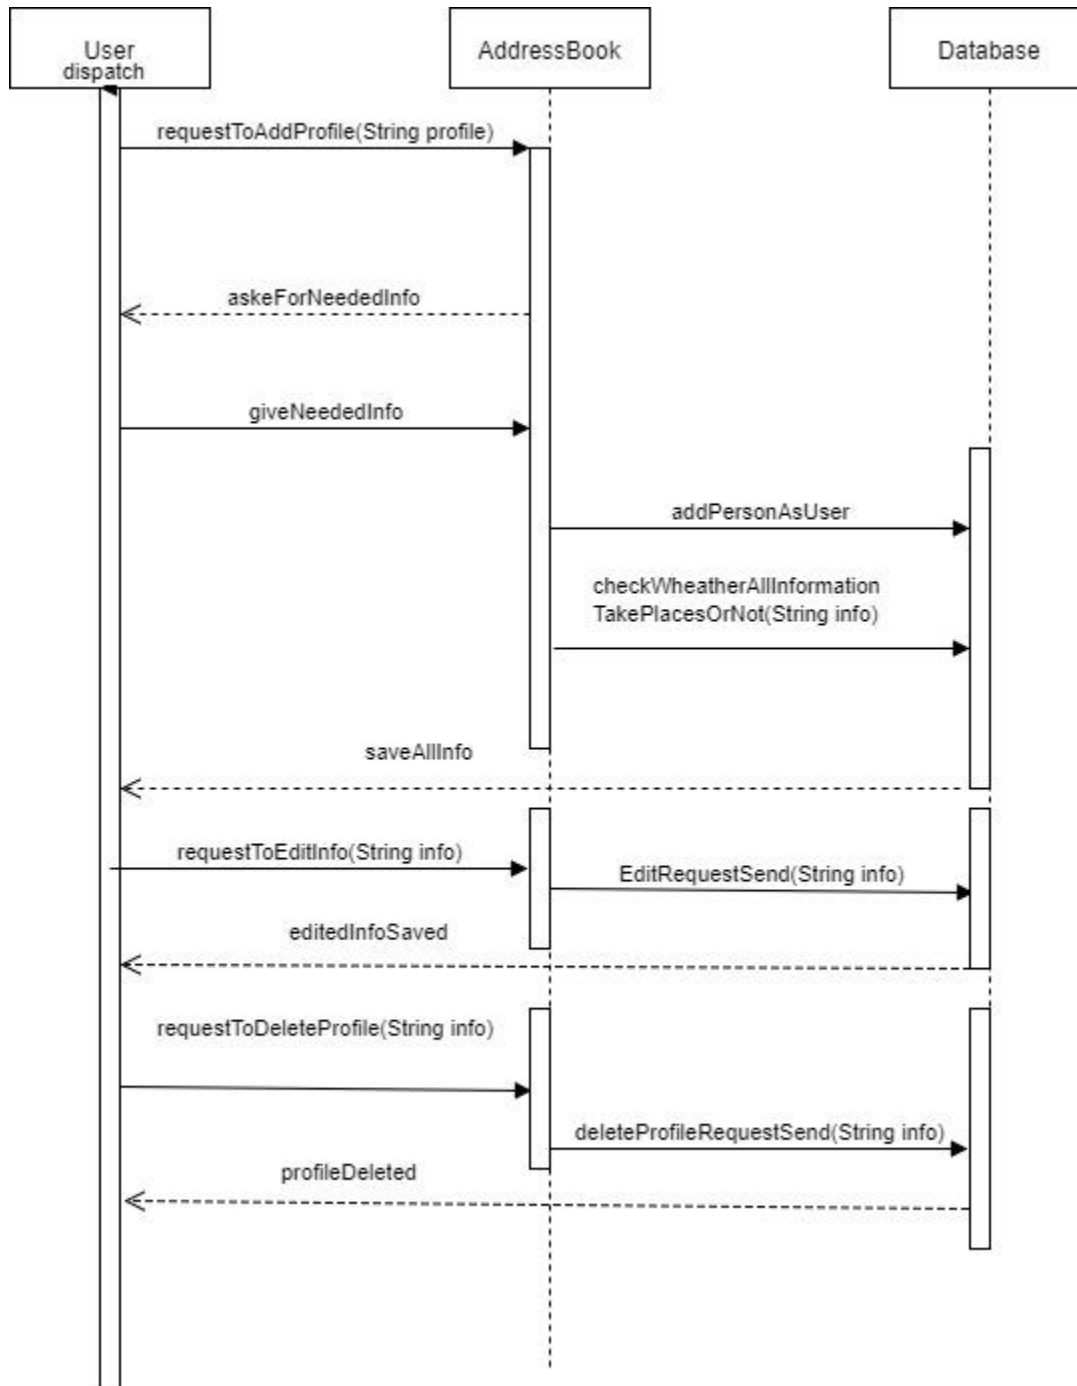 User
dispatch
AddressBook
Database
requestToAddProfile(String profile)
askeForNeededInfo
giveNeededInfo
addPersonAsUser
checkWheatherAllInformation
TakePlacesOrNot(String info)
saveAllInfo
requestToEditInfo(String info)
EditRequestSend(String info)
editedInfoSaved
requestToDeleteProfile(String info)
deleteProfileRequestSend(String info)
profileDeleted